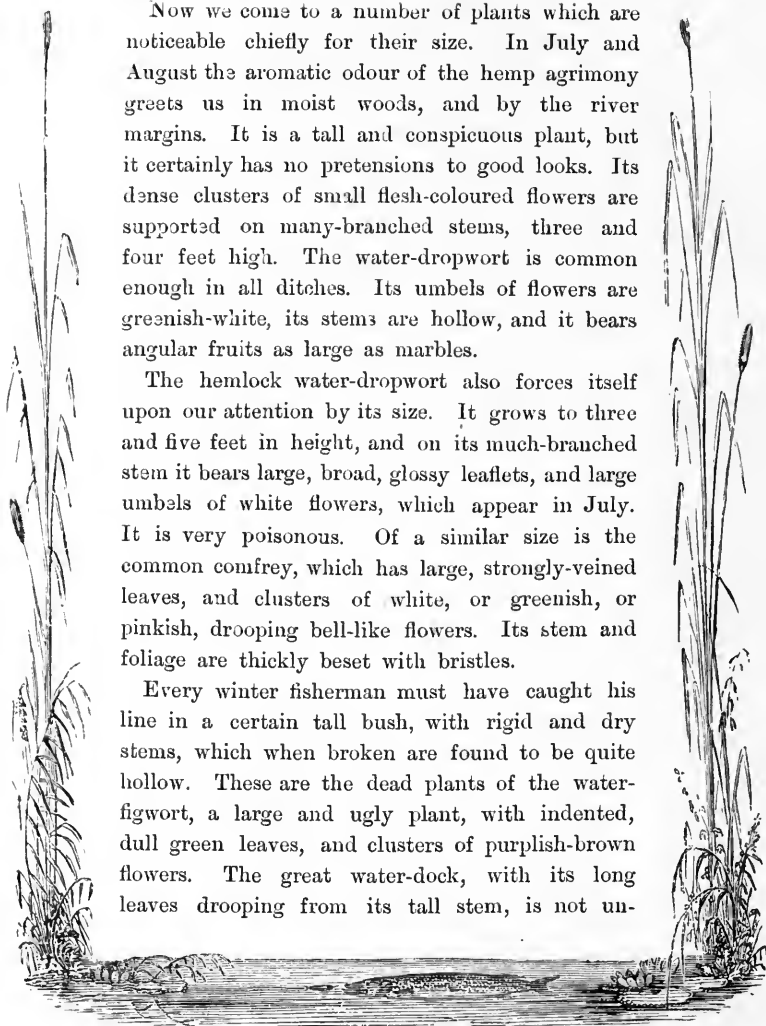 Now we come to a number of plants which are
noticeable chiefly for their size. In July and
August the aromatic odour of the hemp agrimony
greets us in moist woods, and by the river
margins. It is a tall and conspicuous plant, but
it certainly has no pretensions to good looks. Its
dense clusters of small flesh-coloured flowers are
supported on many-branched stems, three and
four feet high. The water-dropwort is common
enough in all ditches. Its umbels of flowers are
greenish-white, its stems are hollow, and it bears
angular fruits as large as marbles.
The hemlock water-dropwort also forces itself
upon our attention by its size. It grows to three
and five feet in height, and on its much-branched
stem it bears large, broad, glossy leaflets, and large
umbels of white flowers, which appear in July.
It is very poisonous. Of a similar size is the
common comfrey, which has large, strongly-veined
leaves, and clusters of white, or greenish, or
pinkish, drooping bell-like flowers. Its stem and
foliage are thickly beset with bristles.
Every winter fisherman must have caught his
line in a certain tall bush, with rigid and dry
stems, which when broken are found to be quite
hollow. These are the dead plants of the water-
figwort, a large and ugly plant, with indented,
dull green leaves, and clusters of purplish-brown
flowers. The great water-dock, with its long
leaves drooping from its tall stem, is not un-